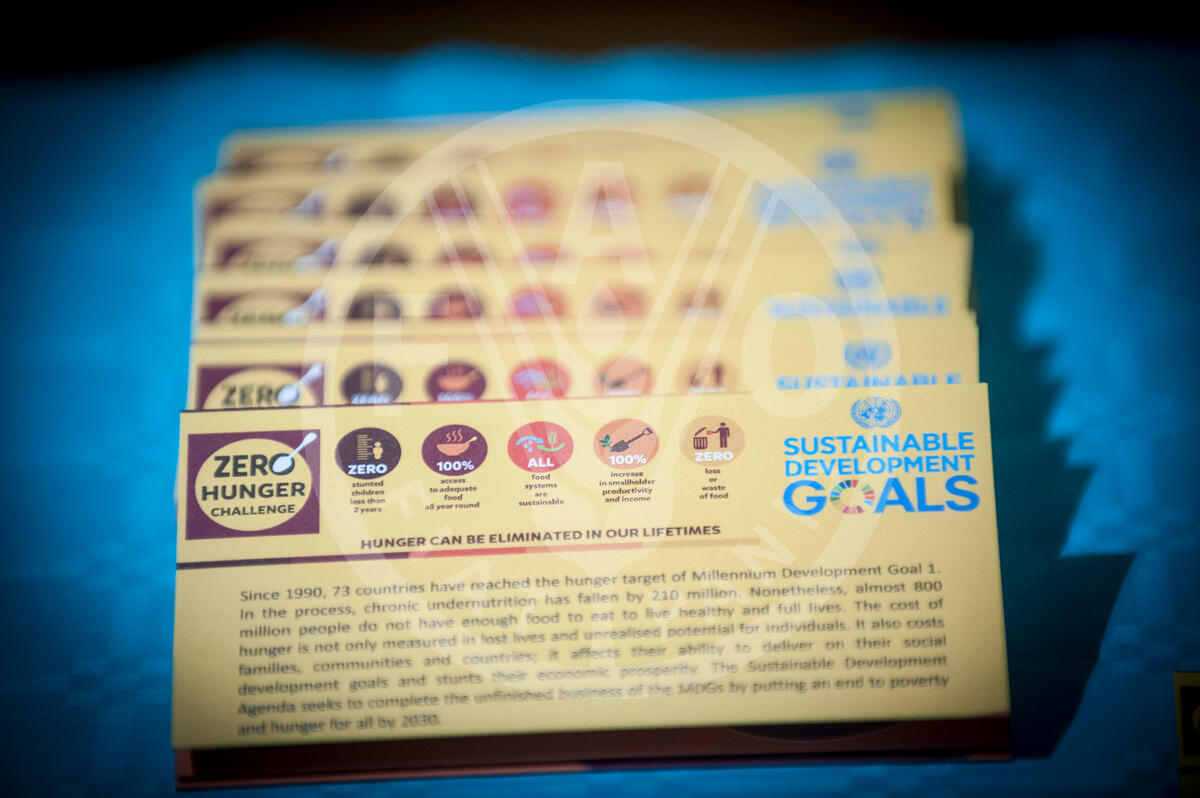 ZERO
HUNGER
CHALLENGE
ZERO
stunted
children
less than
2 years
100%
access
to adequate
food
all year round
ALL
food
systems
are
sustainable
100%
increase
in smallholder
productivity
and income
ZERO
loss
or
waste
of food
SUSTAINABLE
DEVELOPMENT
GOALS
HUNGER CAN BE ELIMINATED IN OUR LIFETIMES
Since 1990, 73 countries have reached the hunger target of Millennium Development Goal 1.
In the process, chronic undernutrition has fallen by 210 million. Nonetheless, almost 800
million people do not have enough food to eat to live healthy and full lives. The cost of
hunger is not only measured in lost lives and unrealised potential for individuals. It also costs
families, communities and countries; it affects their ability to deliver on their social
development goals and stunts their economic prosperity. The Sustainable Development
Agenda seeks to complete the unfinished business of the MDGs by putting an end to poverty
and hunger for all by 2030.
ZERO
SUSTAINABLE
SUSTAINABLE
F A O